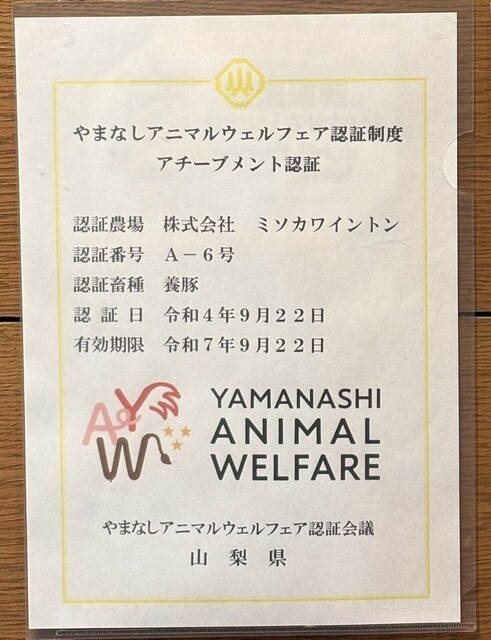 やまなしアニマルウェルフェア認証制度
アチーブメント認証
認証農場　株式会社　ミソカワイントン
認証番号　Ａ－６号
認証畜種　養豚
認 証 日　令和４年９月２２日
有効期限　令和７年９月２２日
AYW
YAMANASHI
ANIMAL
WELFARE
やまなしアニマルウェルフェア認証会議
山 梨 県